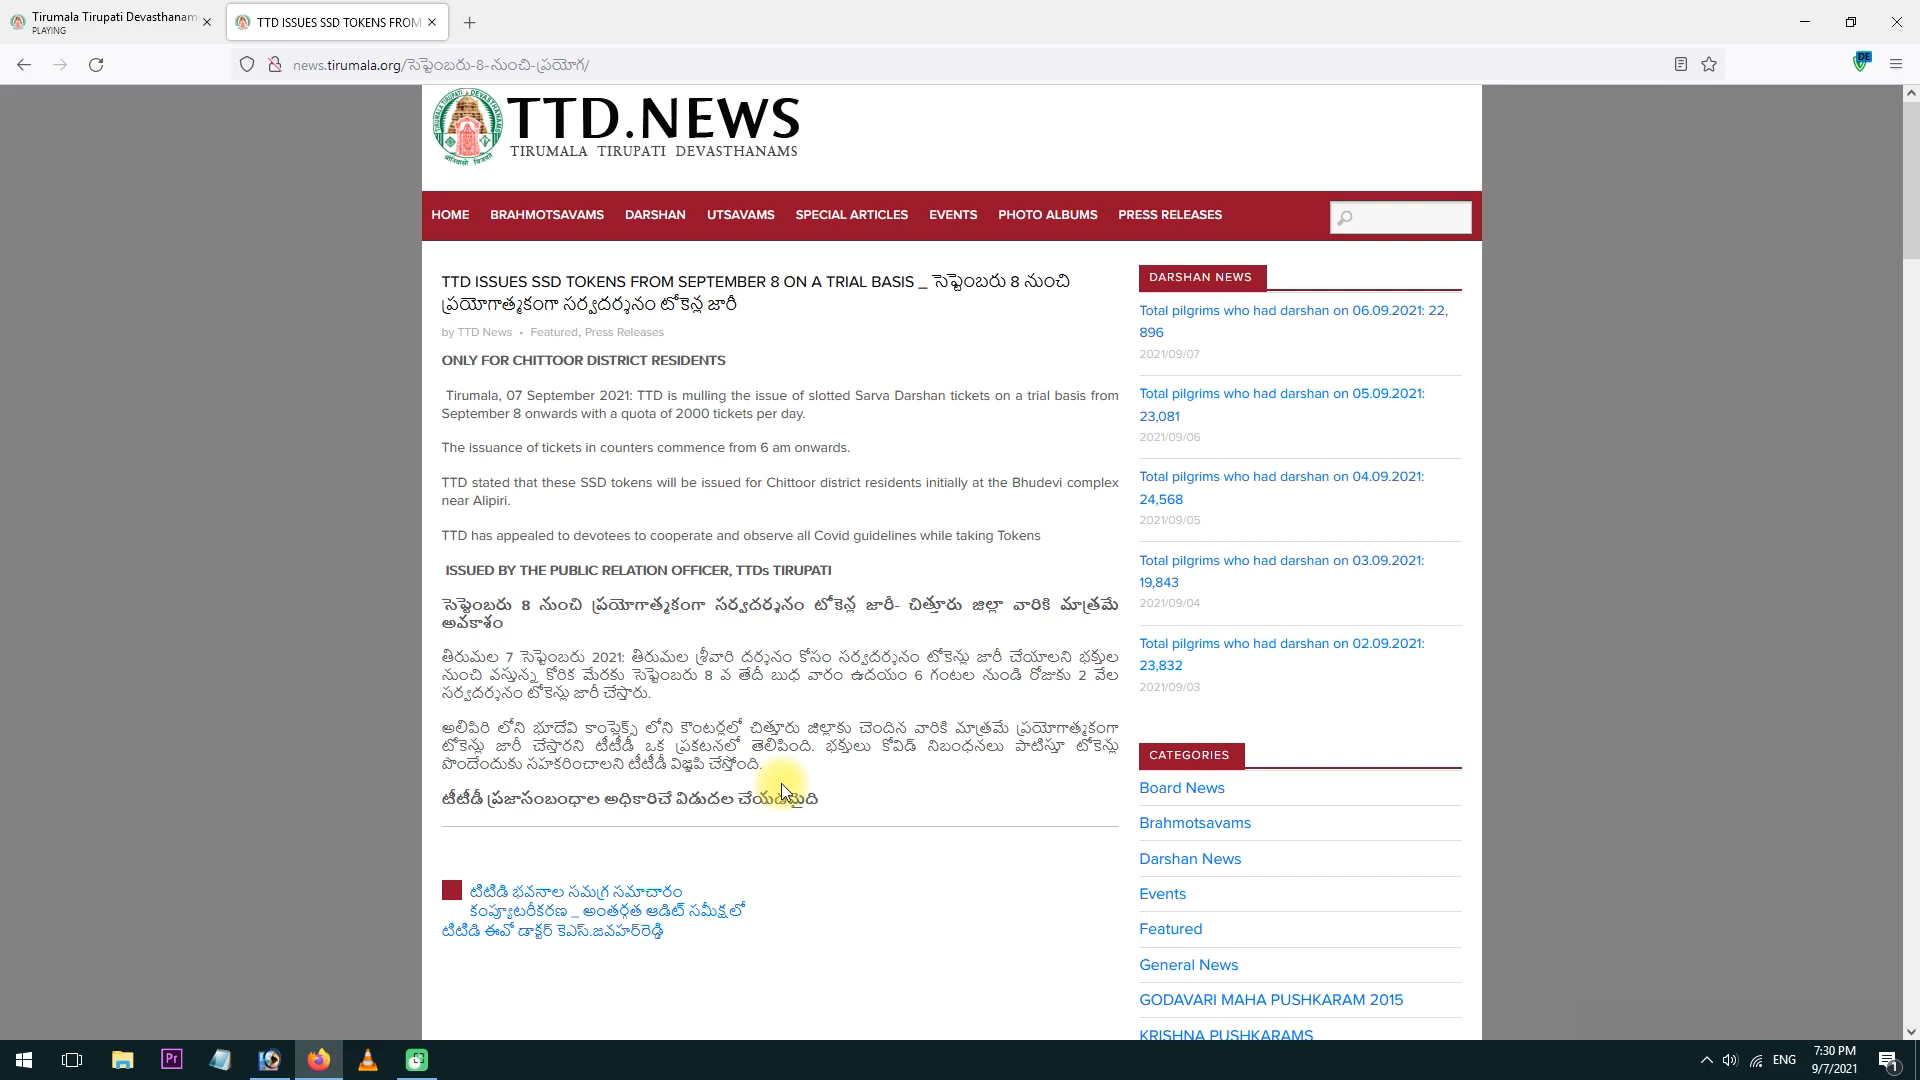 Tirumala Tirupati Devasthanam
PLAYING
TTD ISSUES SSD TOKENS FROM
news.tirumala.org/సెప్టెంబరు-8-నుంచి-ప్రయోగ/
DE
TTD.NEWS
TIRUMALA TIRUPATI DEVASTHANAMS
HOME BRAHMOTSAVAMS DARSHAN UTSAVAMS SPECIAL ARTICLES EVENTS PHOTO ALBUMS PRESS RELEASES
TTD ISSUES SSD TOKENS FROM SEPTEMBER 8 ON A TRIAL BASIS _ సెప్టెంబరు 8 నుంచి
ప్రయోగాత్మకంగా సర్వదర్శనం టోకెన్ల జారీ
by TTD News • Featured, Press Releases
ONLY FOR CHITTOOR DISTRICT RESIDENTS
Tirumala, 07 September 2021: TTD is mulling the issue of slotted Sarva Darshan tickets on a trial basis from
September 8 onwards with a quota of 2000 tickets per day.
The issuance of tickets in counters commence from 6 am onwards.
TTD stated that these SSD tokens will be issued for Chittoor district residents initially at the Bhudevi complex
near Alipiri.
TTD has appealed to devotees to cooperate and observe all Covid guidelines while taking Tokens
ISSUED BY THE PUBLIC RELATION OFFICER, TTDs TIRUPATI
సెప్టెంబరు 8 నుంచి ప్రయోగాత్మకంగా సర్వదర్శనం టోకెన్ల జారీ- చిత్తూరు జిల్లా వారికి మాత్రమే
అవకాశం
తిరుమల 7 సెప్టెంబరు 2021: తిరుమల శ్రీవారి దర్శనం కోసం సర్వదర్శనం టోకెన్లు జారీ చేయాలని భక్తుల
నుంచి వస్తున్న కోరిక మేరకు సెప్టెంబరు 8 వ తేదీ బుధ వారం ఉదయం 6 గంటల నుండి రోజుకు 2 వేల
సర్వదర్శనం టోకెన్లు జారీ చేస్తారు.
అలిపిరి లోని భూదేవి కాంప్లెక్స్ లోని కౌంటర్లలో చిత్తూరు జిల్లాకు చెందిన వారికి మాత్రమే ప్రయోగాత్మకంగా
టోకెన్లు జారీ చేస్తారని టీటీడీ ఒక ప్రకటనలో తెలిపింది. భక్తులు కోవిడ్ నిబంధనలు పాటిస్తూ టోకెన్లు
పొందేందుకు సహకరించాలని టీటీడీ విజ్ఞప్తి చేస్తోంది.
టీటీడీ ప్రజాసంబంధాల అధికారిచే విడుదల చేయడమైది
టిటిడి భవనాల సమగ్ర సమాచారం
కంప్యూటరీకరణ _ అంతర్గత ఆడిట్ సమీక్షలో
టిటిడి ఈవో డాక్టర్ కెఎస్.జవహర్‌రెడ్డి
DARSHAN NEWS
Total pilgrims who had darshan on 06.09.2021: 22,
896
2021/09/07
Total pilgrims who had darshan on 05.09.2021:
23,081
2021/09/06
Total pilgrims who had darshan on 04.09.2021:
24,568
2021/09/05
Total pilgrims who had darshan on 03.09.2021:
19,843
2021/09/04
Total pilgrims who had darshan on 02.09.2021:
23,832
2021/09/03
CATEGORIES
Board News
Brahmotsavams
Darshan News
Events
Featured
General News
GODAVARI MAHA PUSHKARAM 2015
KRISHNA PUSHKARAMS
Pr
ENG
7:30 PM
9/7/2021
1